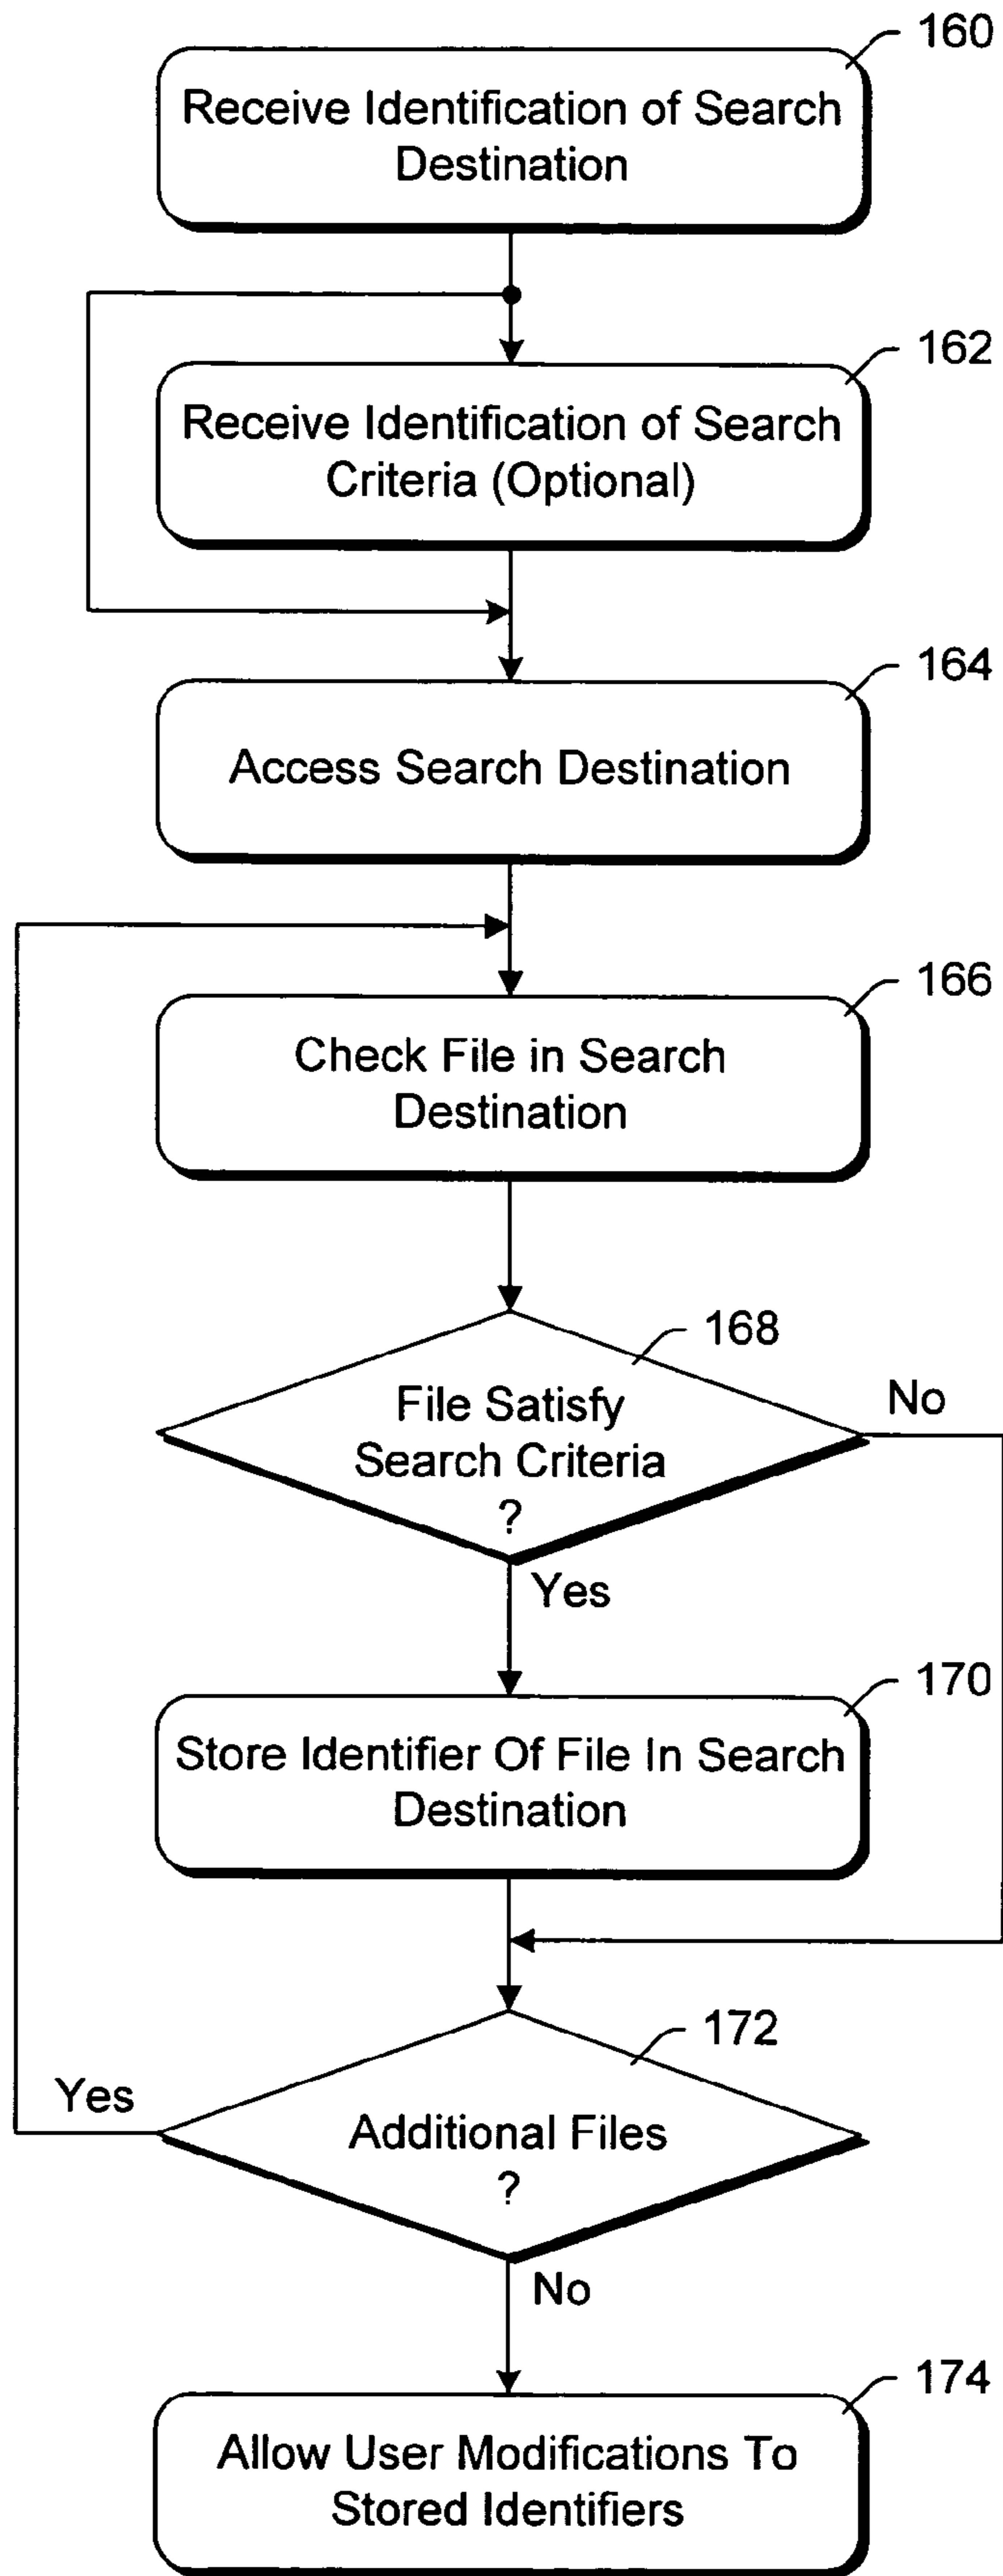 160
Receive Identification of Search
Destination
162
Receive Identification of Search
Criteria (Optional)
164
Access Search Destination
166
Check File in Search
Destination
168
File Satisfy
Search Criteria
?
No
Yes
170
Store Identifier Of File In Search
Destination
172
Yes
Additional Files
?
No
174
Allow User Modifications To
Stored Identifiers